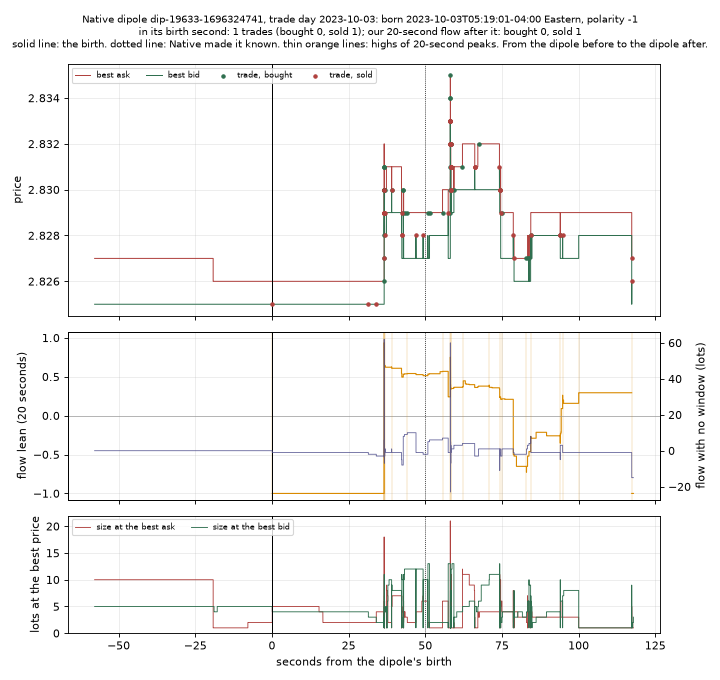 Native dipole dip-19633-1696324741, trade day 2023-10-03: born 2023-10-03T05:19:01-04:00 Eastern, polarity -1
in its birth second: 1 trades (bought 0, sold 1); our 20-second flow after it: bought 0, sold 1
solid line: the birth. dotted line: Native made it known. thin orange lines: highs of 20-second peaks. From the dipole before to the dipole after.
best ask
best bid
trade, bought
trade, sold
price
2.834
2.832
2.830
2.828
2.826
flow lean (20 seconds)
1.0
0.5
0.0
−0.5
−1.0
flow with no window (lots)
60
40
20
0
−20
size at the best ask
size at the best bid
lots at the best price
20
15
10
5
0
−50
−25
0
25
50
75
100
125
seconds from the dipole's birth